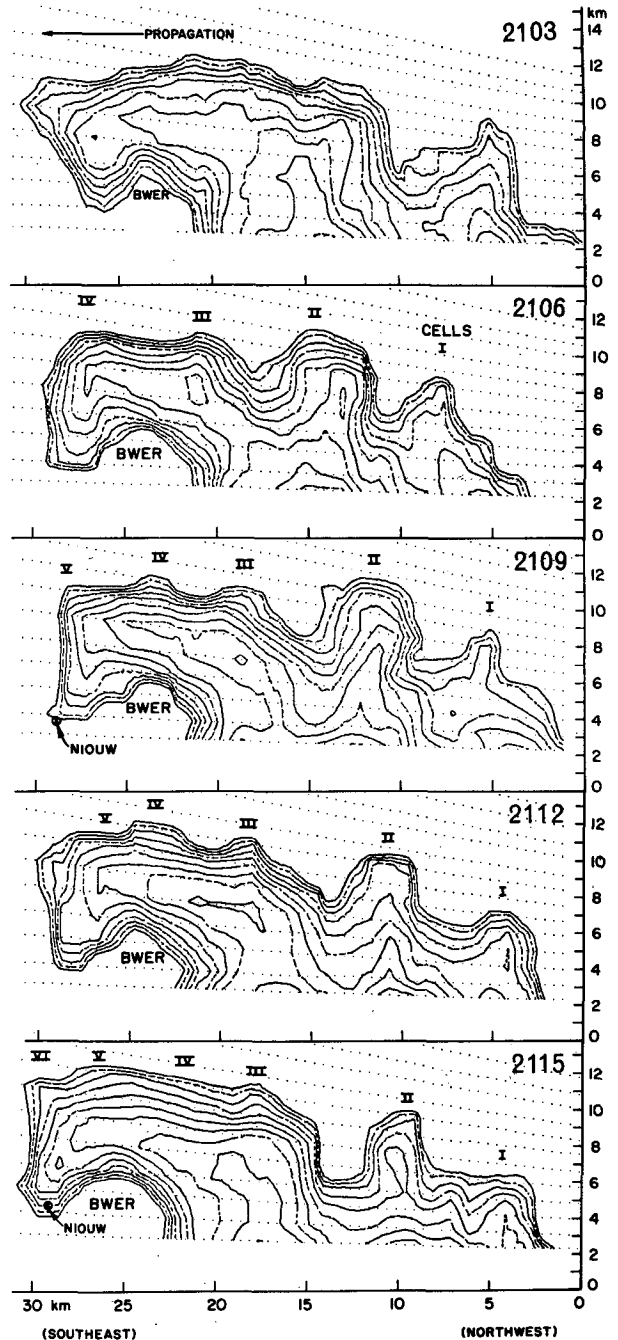 km
PROPAGATION
2103
14
12
10
8
6
4
2
0
BWER
IV
III
II
CELLS
I
2106
12
10
8
6
4
2
0
BWER
V
IV
III
II
I
2109
12
10
8
6
4
2
0
BWER
NIOUW
V
IV
III
II
I
2112
12
10
8
6
4
2
0
BWER
VI
V
IV
III
II
I
2115
12
10
8
6
4
2
0
BWER
NIOUW
30 km 25 20 15 10 5 0
(SOUTHEAST) (NORTHWEST)